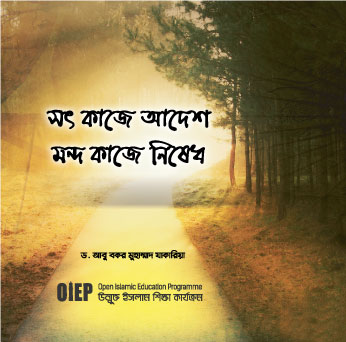 সৎ কাজে আদেশ
মন্দ কাজে নিষেধ
ড. আবু বকর মুহাম্মাদ যাকারিয়া
OIEP Open Islamic Education Programme
উন্মুক্ত ইসলাম শিক্ষা কার্যক্রম